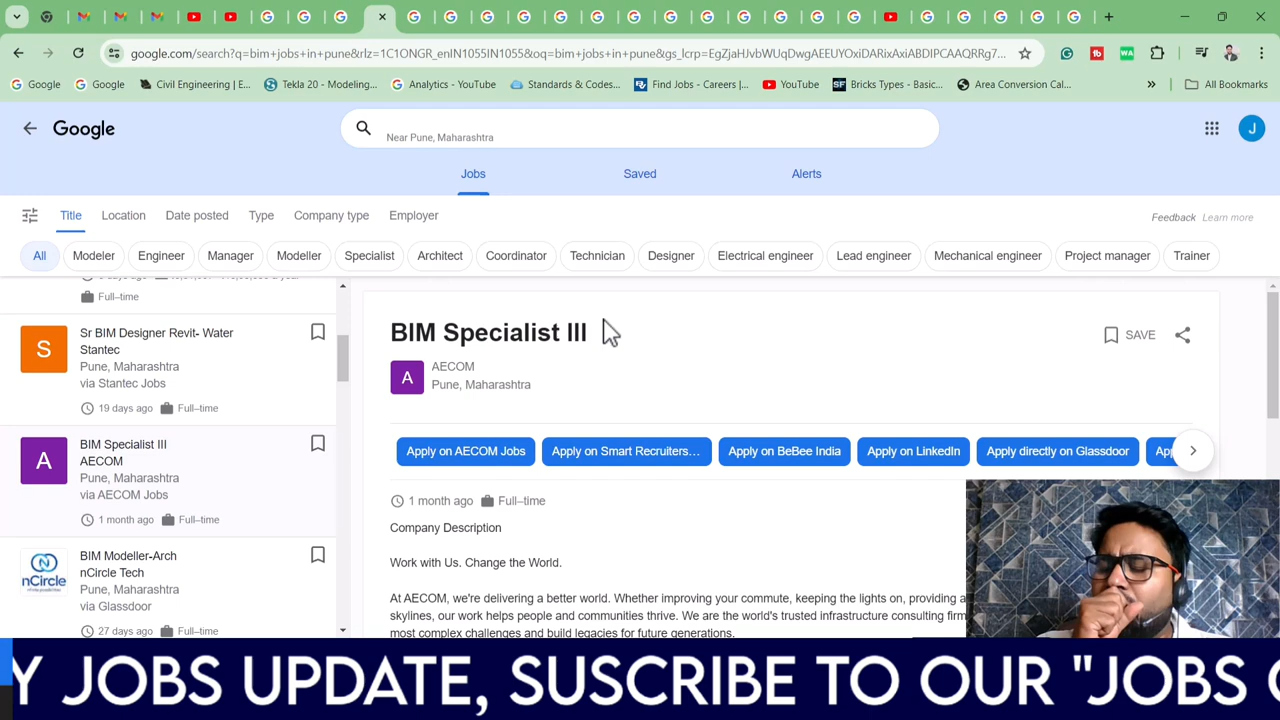 google.com/search?q=bim+jobs+in+pune&rlz=1C1ONGR_enIN1055IN1055&oq=bim+jobs+in+pune&gs_lcrp=EgZjaHJvbWUqDwgAEEUYOxiDARixAxiABDIPCAAQRRg7...
WA
Google
Google
Civil Engineering | E...
Tekla 20 - Modeling...
Analytics - YouTube
Standards & Codes...
Find Jobs - Careers |...
YouTube
SF
Bricks Types - Basic...
Area Conversion Cal...
All Bookmarks
Google
Near Pune, Maharashtra
J
Jobs
Saved
Alerts
Title
Location
Date posted
Type
Company type
Employer
Feedback
Learn more
All
Modeler
Engineer
Manager
Modeller
Specialist
Architect
Coordinator
Technician
Designer
Electrical engineer
Lead engineer
Mechanical engineer
Project manager
Trainer
Full–time
S
Sr BIM Designer Revit- Water
Stantec
Pune, Maharashtra
via Stantec Jobs
19 days ago
Full–time
A
BIM Specialist III
AECOM
Pune, Maharashtra
via AECOM Jobs
1 month ago
Full–time
nCircle
BIM Modeller-Arch
nCircle Tech
Pune, Maharashtra
via Glassdoor
27 days ago
Full–time
BIM Specialist III
SAVE
A
AECOM
Pune, Maharashtra
Apply on AECOM Jobs
Apply on Smart Recruiters…
Apply on BeBee India
Apply on LinkedIn
Apply directly on Glassdoor
Ap
1 month ago
Full–time
Company Description
Work with Us. Change the World.
At AECOM, we're delivering a better world. Whether improving your commute, keeping the lights on, providing a
skylines, our work helps people and communities thrive. We are the world's trusted infrastructure consulting firm
most complex challenges and build legacies for future generations.
Y JOBS UPDATE, SUSCRIBE TO OUR "JOBS